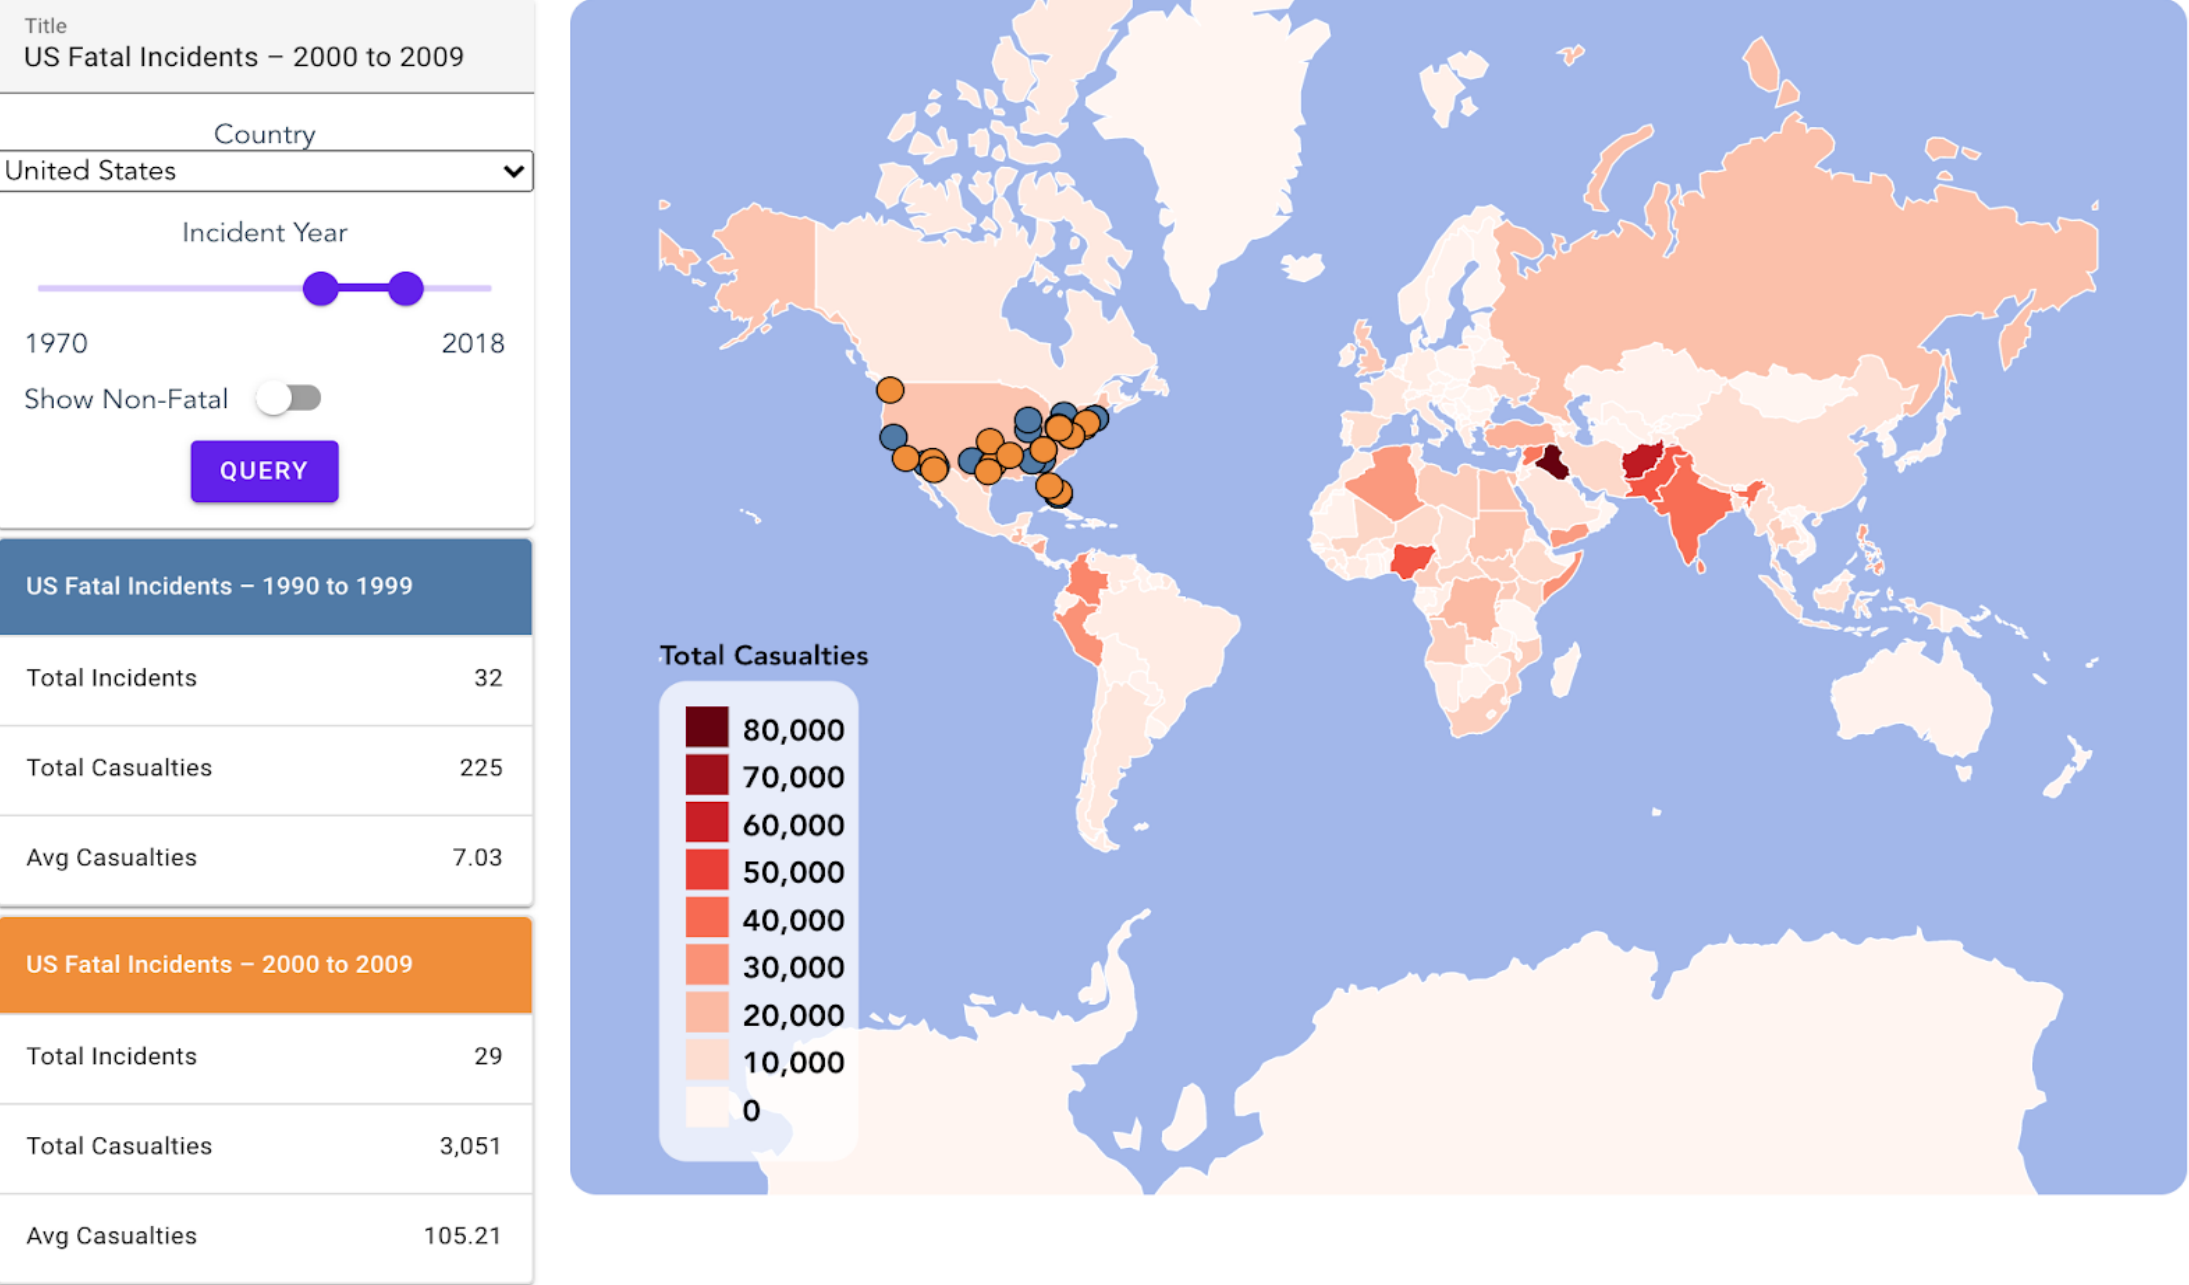 Title
US Fatal Incidents – 2000 to 2009
Country
United States
Incident Year
1970 2018
Show Non-Fatal
QUERY
US Fatal Incidents – 1990 to 1999
Total Incidents 32
Total Casualties 225
Avg Casualties 7.03
US Fatal Incidents – 2000 to 2009
Total Incidents 29
Total Casualties 3,051
Avg Casualties 105.21
Total Casualties
80,000
70,000
60,000
50,000
40,000
30,000
20,000
10,000
0